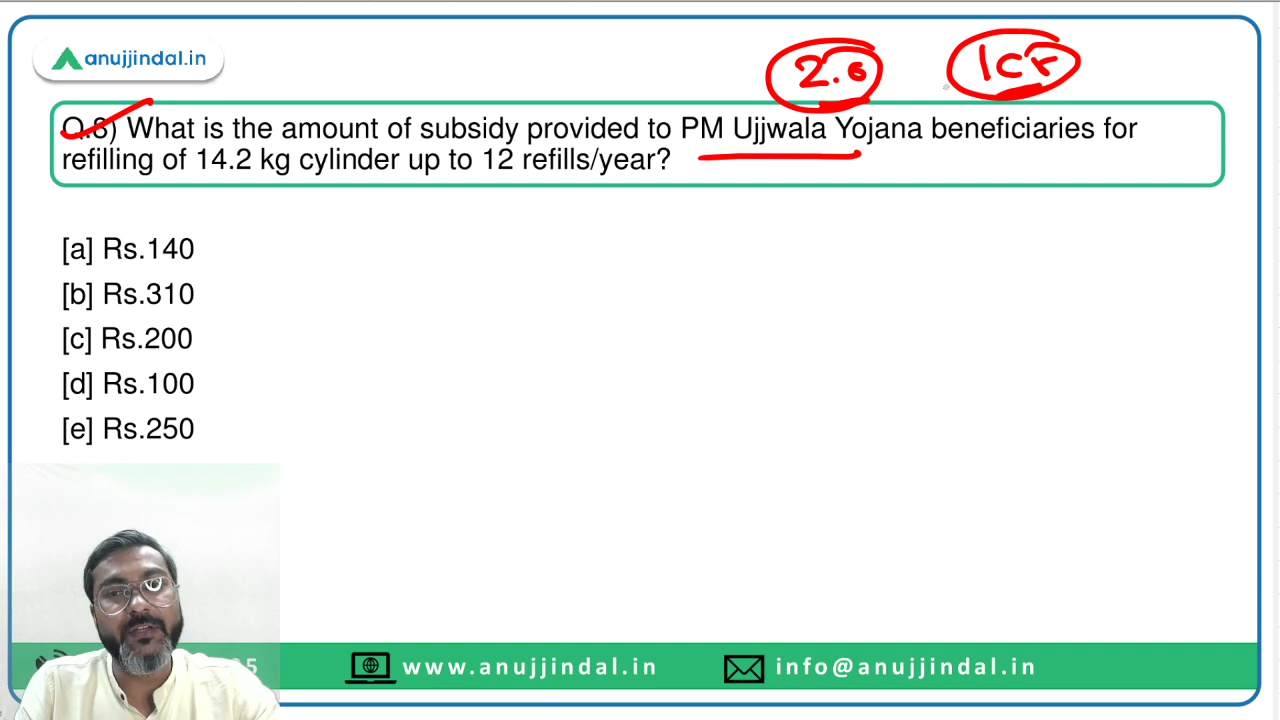 anujjindal.in
2.0
1CR
Q.8) What is the amount of subsidy provided to PM Ujjwala Yojana beneficiaries for
refilling of 14.2 kg cylinder up to 12 refills/year?
[a] Rs.140
[b] Rs.310
[c] Rs.200
[d] Rs.100
[e] Rs.250
5
www.anujjindal.in
info@anujjindal.in